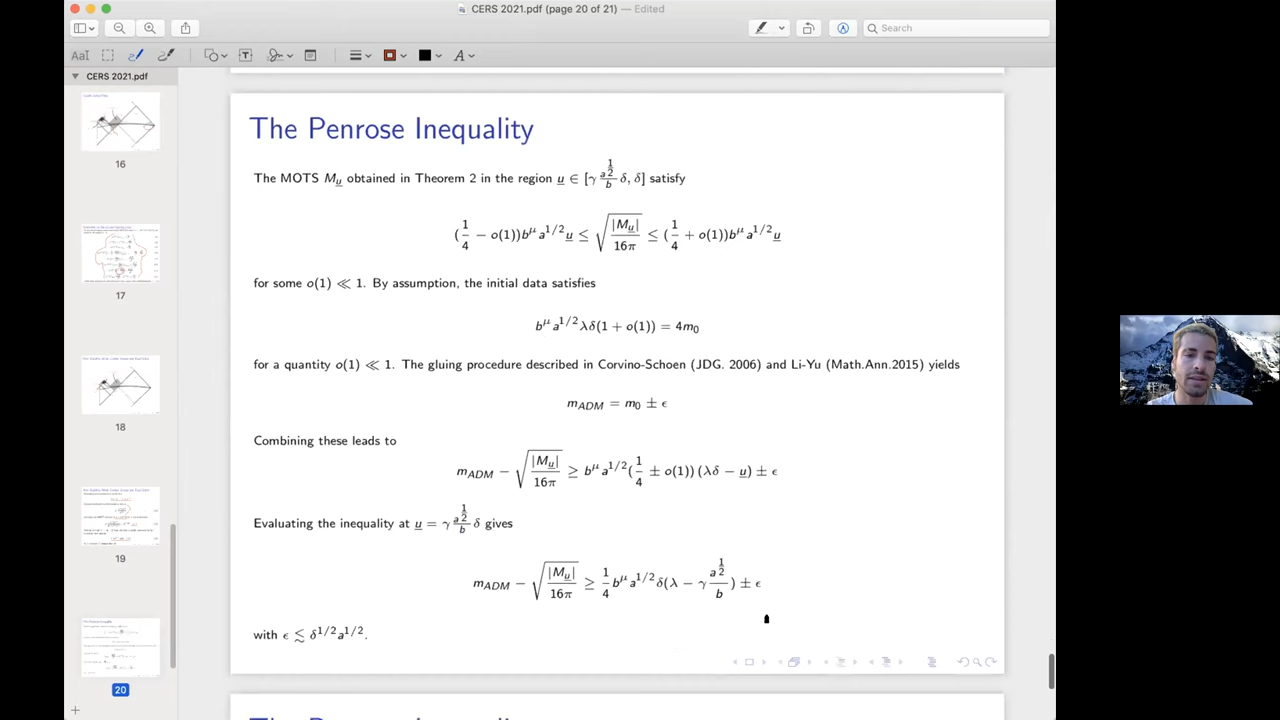 CERS 2021.pdf (page 20 of 21) — Edited
Search
CERS 2021.pdf
16
17
18
19
20
The Penrose Inequality
The MOTS M_u̲ obtained in Theorem 2 in the region u̲ ∈ [γ a^{1/2}/b δ, δ] satisfy
(1/4 − o(1))b^μ a^{1/2} u̲ ≤ √(|M_u̲|/16π) ≤ (1/4 + o(1))b^μ a^{1/2} u̲
for some o(1) ≪ 1. By assumption, the initial data satisfies
b^μ a^{1/2} λδ(1 + o(1)) = 4m_0
for a quantity o(1) ≪ 1. The gluing procedure described in Corvino-Schoen (JDG. 2006) and Li-Yu (Math.Ann.2015) yields
m_ADM = m_0 ± ϵ
Combining these leads to
m_ADM − √(|M_u̲|/16π) ≥ b^μ a^{1/2}(1/4 ± o(1)) (λδ − u̲) ± ϵ
Evaluating the inequality at u̲ = γ a^{1/2}/b δ gives
m_ADM − √(|M_u̲|/16π) ≥ 1/4 b^μ a^{1/2} δ(λ − γ a^{1/2}/b) ± ϵ
with ϵ ≲ δ^{1/2} a^{1/2}.